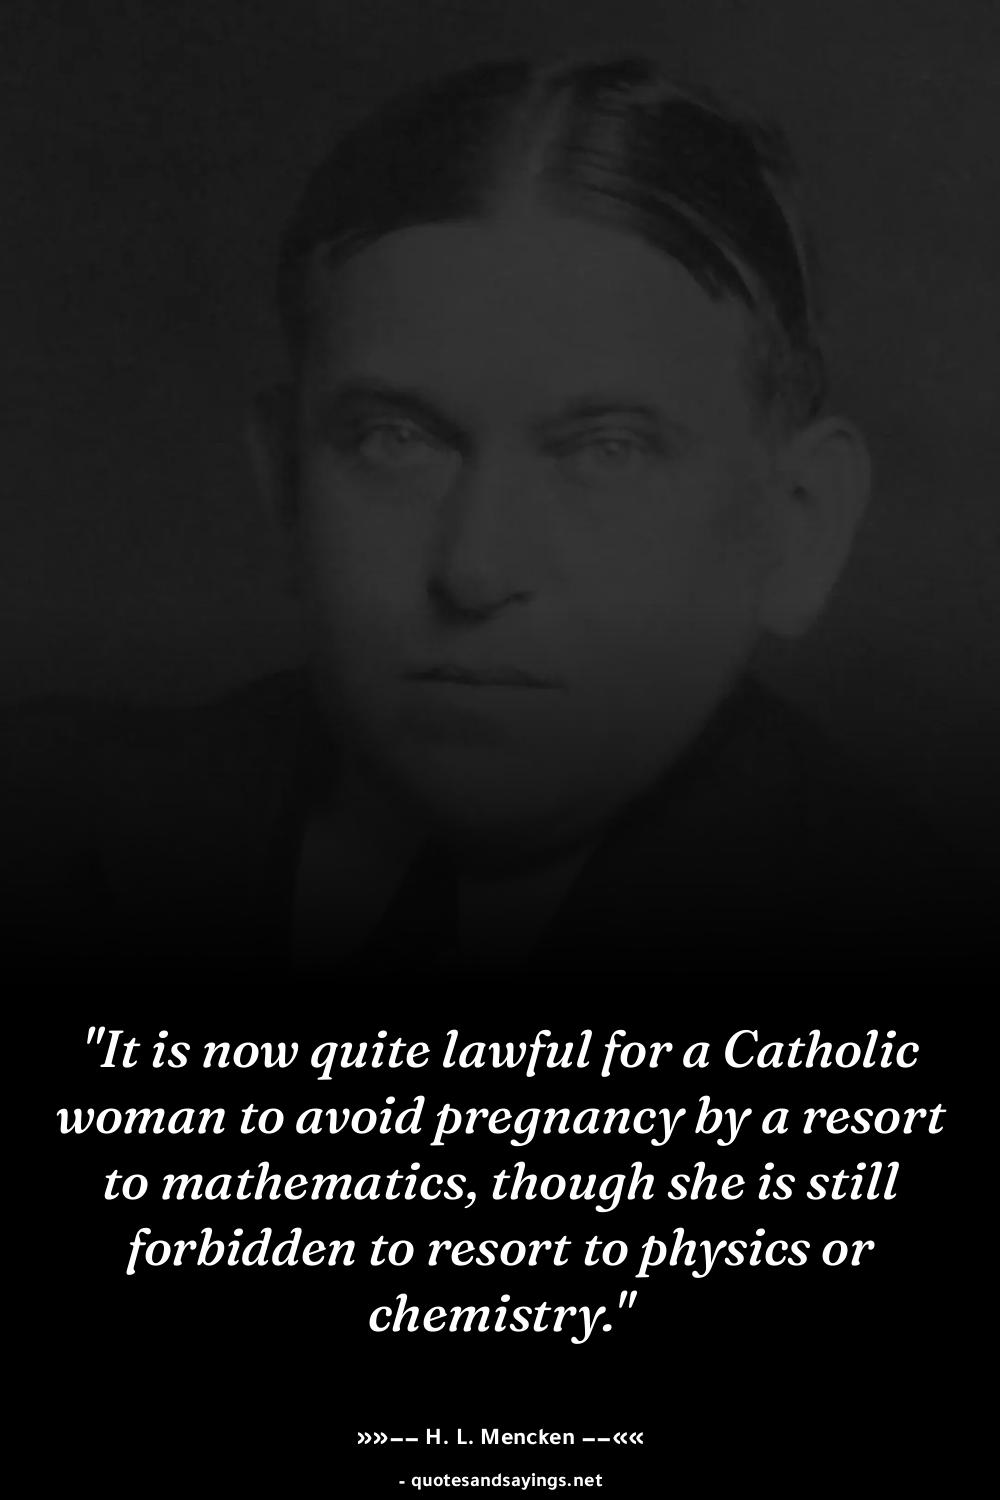 "It is now quite lawful for a Catholic
woman to avoid pregnancy by a resort
to mathematics, though she is still
forbidden to resort to physics or
chemistry."
»»−− H. L. Mencken −−««
- quotesandsayings.net